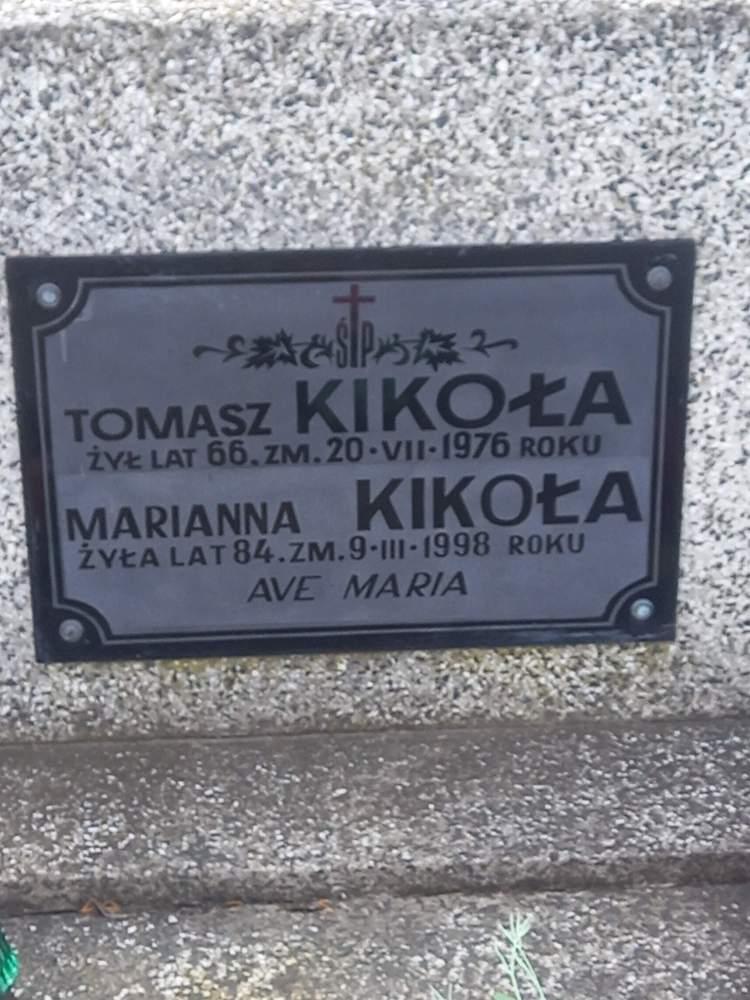 ŚP
TOMASZ KIKOŁA
ŻYŁ LAT 66. ZM. 20·VII·1976 ROKU
MARIANNA KIKOŁA
ŻYŁA LAT 84. ZM. 9·III·1998 ROKU
AVE MARIA